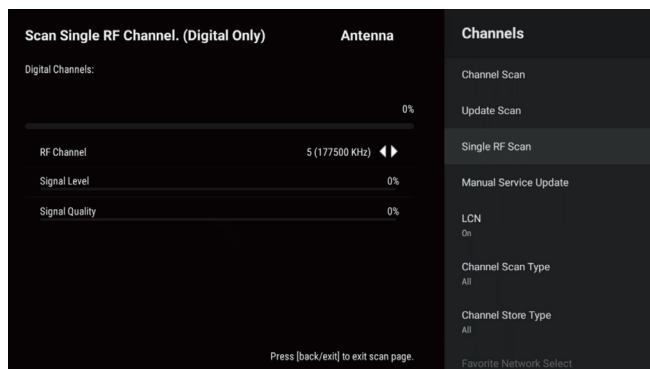 Scan Single RF Channel. (Digital Only)
Antenna
Digital Channels:
0%
RF Channel
5 (177500 KHz)
Signal Level
0%
Signal Quality
0%
Press [back/exit] to exit scan page.
Channels
Channel Scan
Update Scan
Single RF Scan
Manual Service Update
LCN
On
Channel Scan Type
All
Channel Store Type
All
Favorite Network Select